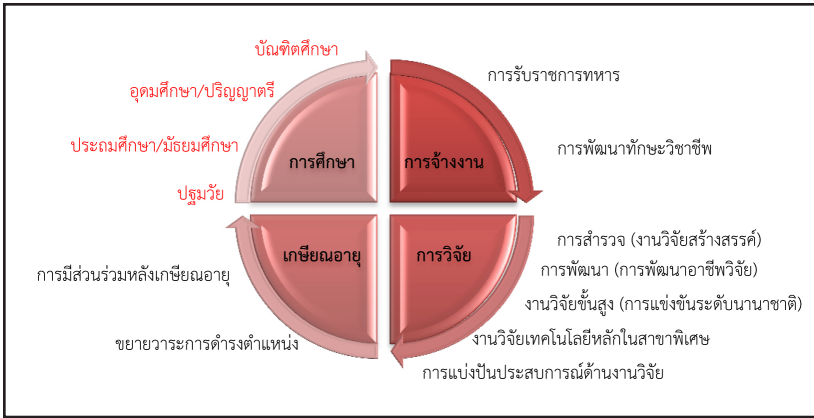 บัณฑิตศึกษา
อุดมศึกษา/ปริญญาตรี
ประถมศึกษา/มัธยมศึกษา
ปฐมวัย
การศึกษา
การจ้างงาน
การรับราชการทหาร
การพัฒนาทักษะวิชาชีพ
เกษียณอายุ
การวิจัย
การสำรวจ (งานวิจัยสร้างสรรค์)
การพัฒนา (การพัฒนาอาชีพวิจัย)
งานวิจัยขั้นสูง (การแข่งขันระดับนานาชาติ)
งานวิจัยเทคโนโลยีหลักในสาขาพิเศษ
การแบ่งปันประสบการณ์ด้านงานวิจัย
การมีส่วนร่วมหลังเกษียณอายุ
ขยายวาระการดำรงตำแหน่ง